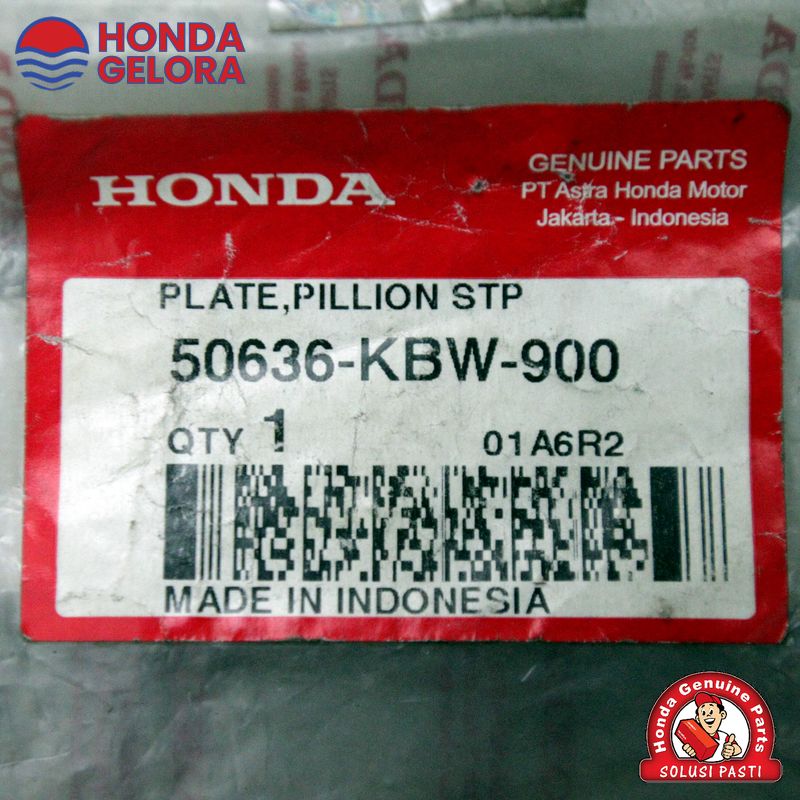 HONDA
GELORA
HONDA
GENUINE PARTS
PT Astra Honda Motor
Jakarta - Indonesia
PLATE,PILLION STP
50636-KBW-900
QTY 1
01A6R2
MADE IN INDONESIA
Honda Genuine Parts
Indonesia
SOLUSI PASTI